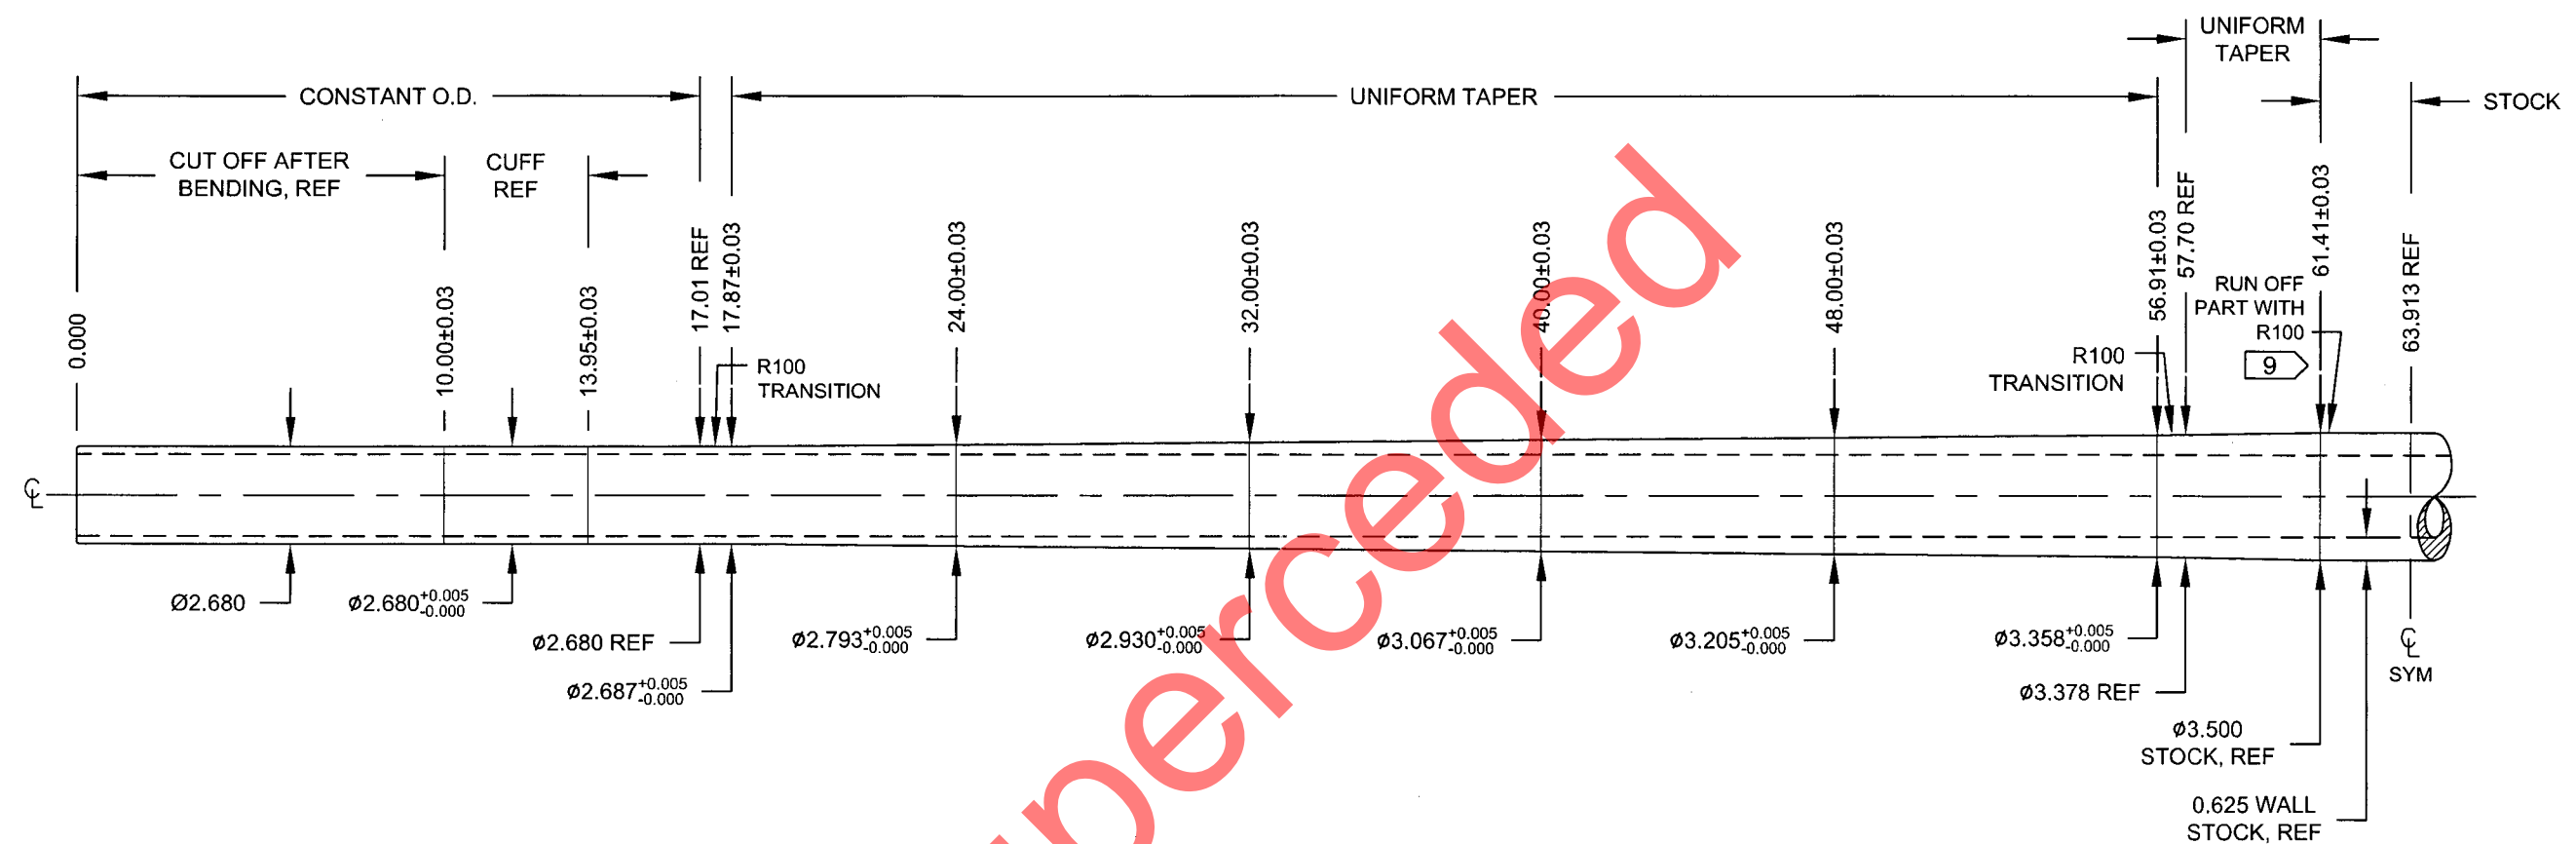 UNIFORM
TAPER
CONSTANT O.D.
UNIFORM TAPER
STOCK
CUT OFF AFTER
BENDING, REF
CUFF
REF
0.000
10.00±0.03
13.95±0.03
17.01 REF
17.87±0.03
24.00±0.03
32.00±0.03
40.00±0.03
48.00±0.03
56.91±0.03
57.70 REF
61.41±0.03
63.913 REF
R100
TRANSITION
R100
TRANSITION
RUN OFF
PART WITH
R100
9
℄
Ø2.680
Ø2.680 +0.005 -0.000
Ø2.680 REF
Ø2.687 +0.005 -0.000
Ø2.793 +0.005 -0.000
Ø2.930 +0.005 -0.000
Ø3.067 +0.005 -0.000
Ø3.205 +0.005 -0.000
Ø3.358 +0.005 -0.000
Ø3.378 REF
Ø3.500
STOCK, REF
0.625 WALL
STOCK, REF
℄
SYM
perceded